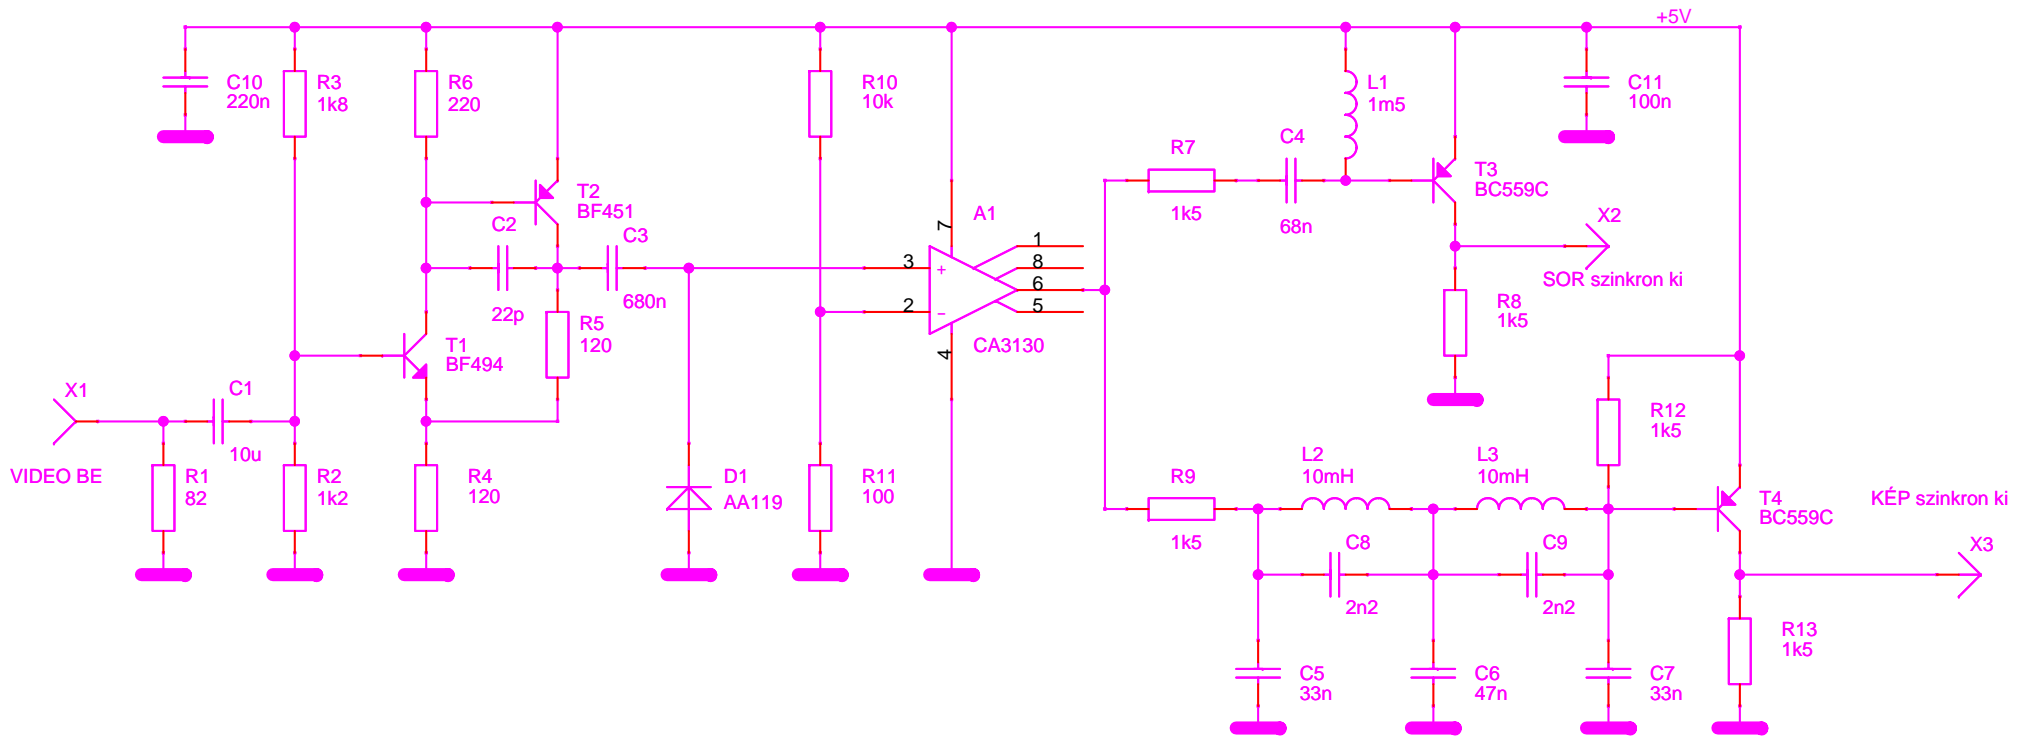 +5V
C10
220n
R3
1k8
R6
220
R10
10k
L1
1m5
C11
100n
T2
BF451
C2
22p
C3
680n
R5
120
T1
BF494
A1
7
3
+
2
−
4
1
8
6
5
CA3130
R7
1k5
C4
68n
T3
BC559C
X2
SOR szinkron ki
R8
1k5
X1
VIDEO BE
C1
10u
R1
82
R2
1k2
R4
120
D1
AA119
R11
100
R9
1k5
L2
10mH
L3
10mH
R12
1k5
T4
BC559C
KÉP szinkron ki
X3
C8
2n2
C9
2n2
C5
33n
C6
47n
C7
33n
R13
1k5